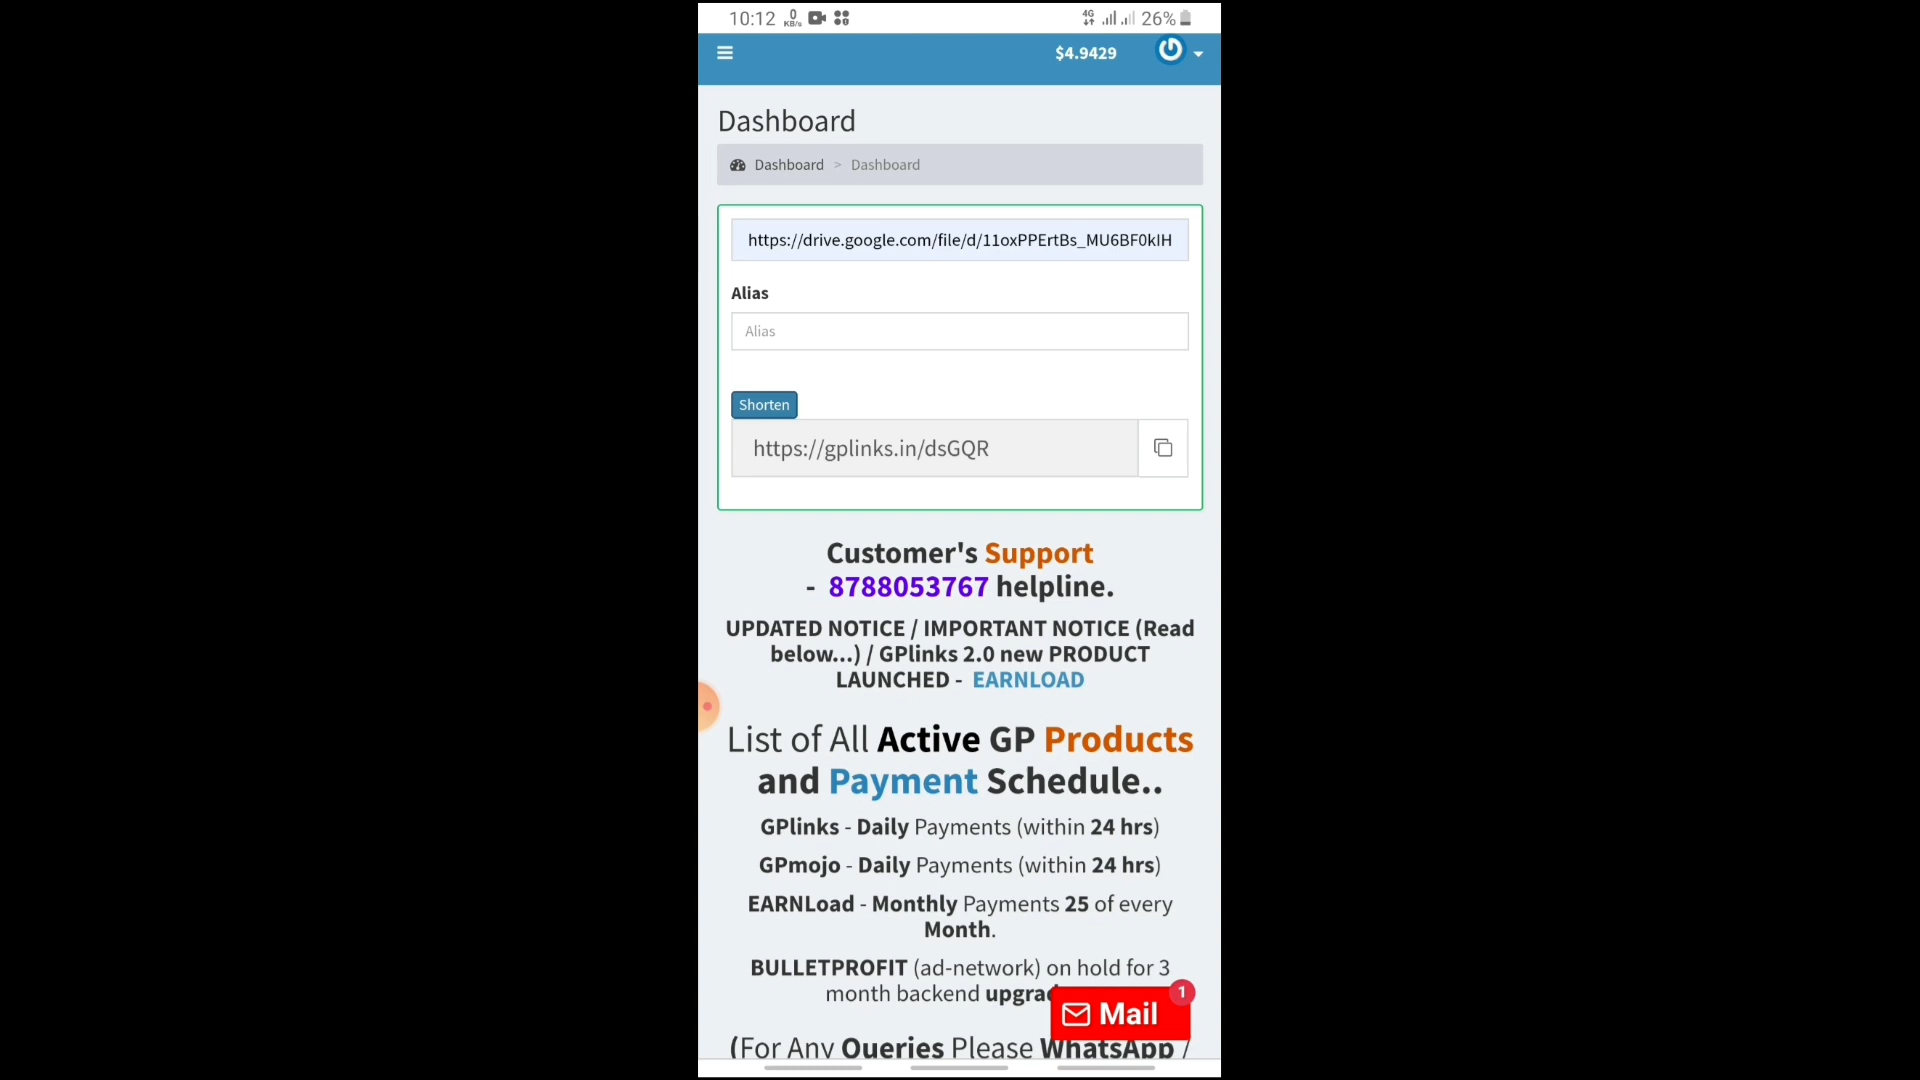 10:12 0 KB/s 4G 26%
$4.9429
Dashboard
Dashboard > Dashboard
https://drive.google.com/file/d/11oxPPErtBs_MU6BF0kIH
Alias
Alias
Shorten
https://gplinks.in/dsGQR
Customer's Support
- 8788053767 helpline.
UPDATED NOTICE / IMPORTANT NOTICE (Read
below...) / GPlinks 2.0 new PRODUCT
LAUNCHED - EARNLOAD
List of All Active GP Products
and Payment Schedule..
GPlinks - Daily Payments (within 24 hrs)
GPmojo - Daily Payments (within 24 hrs)
EARNLoad - Monthly Payments 25 of every
Month.
BULLETPROFIT (ad-network) on hold for 3
month backend upgrad
1
Mail
(For Any Queries Please WhatsApp /